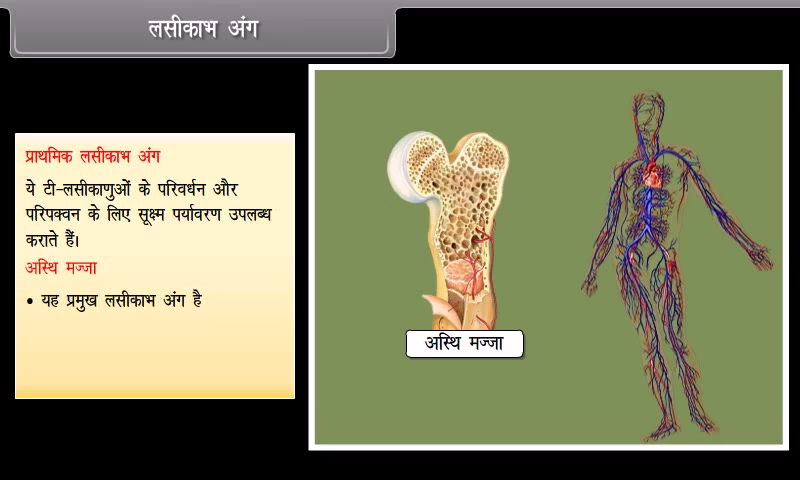 लसीकाभ अंग
प्राथमिक लसीकाभ अंग
ये टी-लसीकाणुओं के परिवर्धन और
परिपक्वन के लिए सूक्ष्म पर्यावरण उपलब्ध
कराते हैं।
अस्थि मज्जा
• यह प्रमुख लसीकाभ अंग है
अस्थि मज्जा